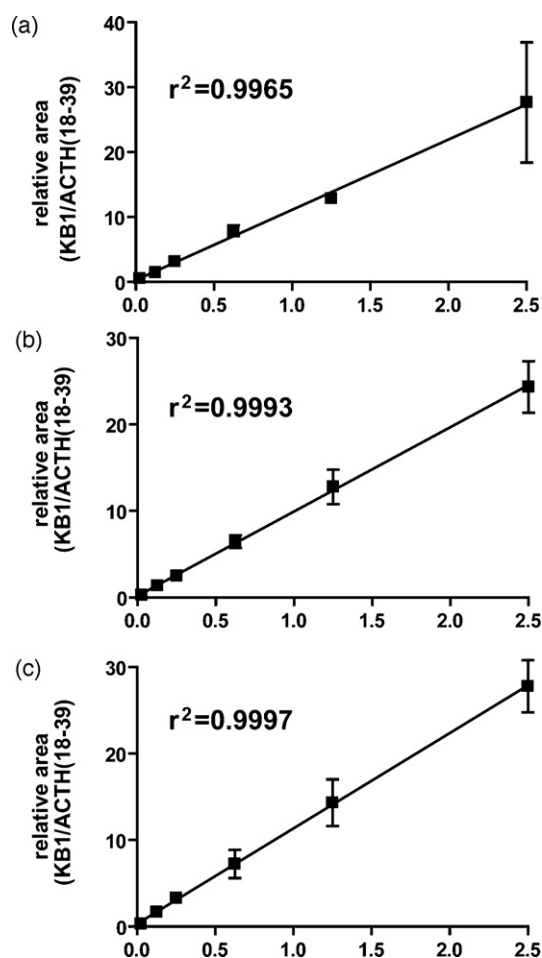 (a)
40
30
20
10
0
relative area
(KB1/ACTH(18-39)
r²=0.9965
0.0 0.5 1.0 1.5 2.0 2.5
(b)
30
20
10
0
relative area
(KB1/ACTH(18-39)
r²=0.9993
0.0 0.5 1.0 1.5 2.0 2.5
(c)
30
20
10
0
relative area
(KB1/ACTH(18-39)
r²=0.9997
0.0 0.5 1.0 1.5 2.0 2.5